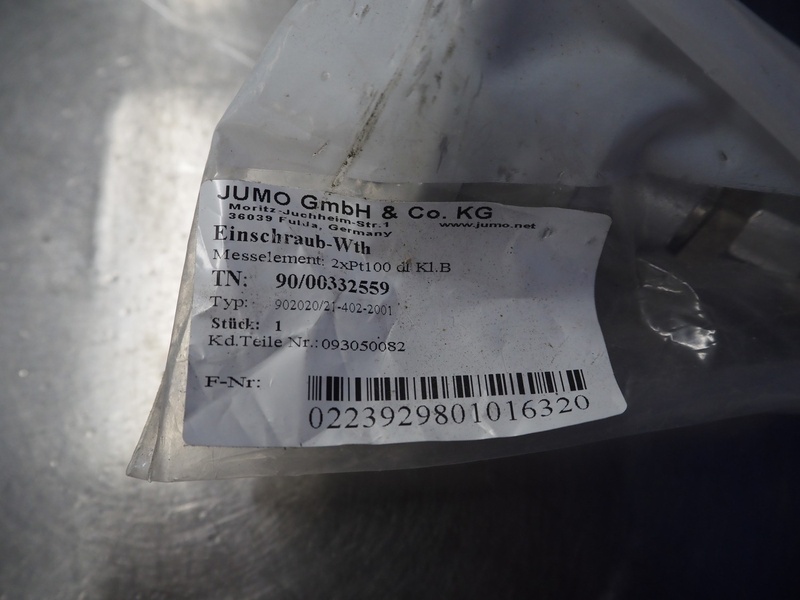 JUMO GmbH & Co. KG
Moritz-Juchheim-Str.1
36039 Fulda, Germany www.jumo.net
Einschraub-Wth
Messelement: 2xPt100 df Kl.B
TN: 90/00332559
Typ: 902020/21-402-2001
Stück: 1
Kd.Teile Nr.:093050082
F-Nr:
0223929801016320